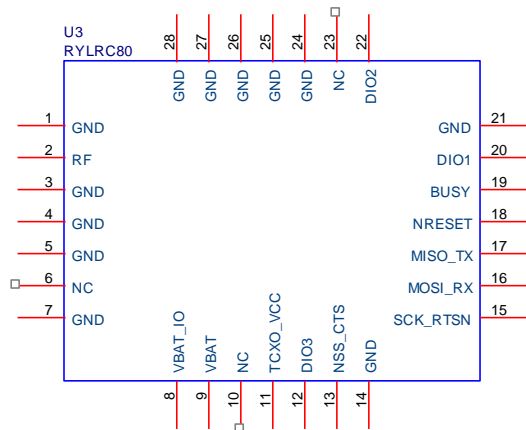 U3
RYLRC80
28 27 26 25 24 23 22
GND GND GND GND GND NC DIO2
1 GND
2 RF
3 GND
4 GND
5 GND
6 NC
7 GND
GND 21
DIO1 20
BUSY 19
NRESET 18
MISO_TX 17
MOSI_RX 16
SCK_RTSN 15
VBAT_IO VBAT NC TCXO_VCC DIO3 NSS_CTS GND
8 9 10 11 12 13 14